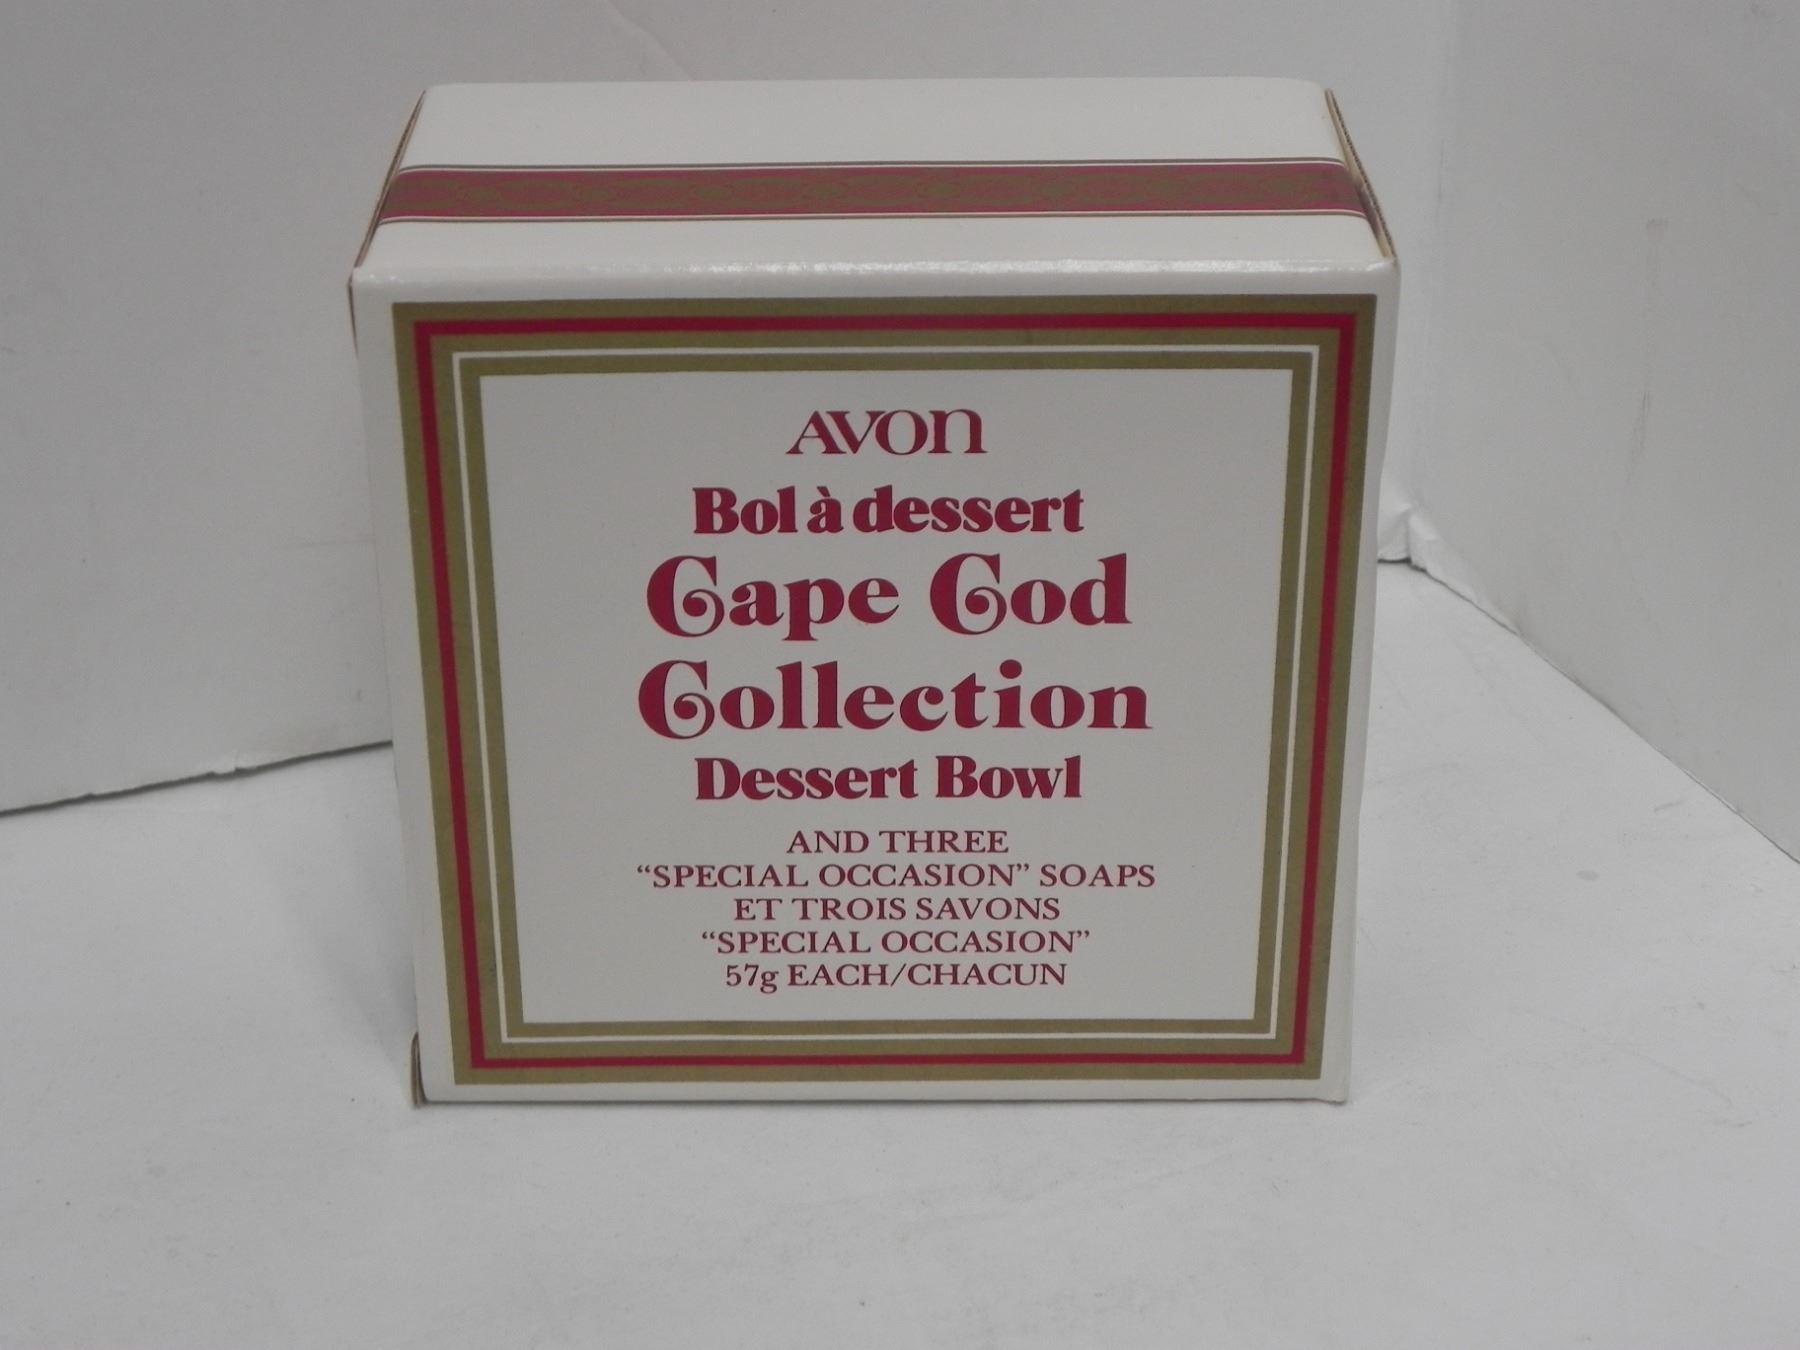 AVON
Bol à dessert
Cape Cod
Collection
Dessert Bowl
AND THREE
“SPECIAL OCCASION” SOAPS
ET TROIS SAVONS
“SPECIAL OCCASION”
57g EACH/CHACUN